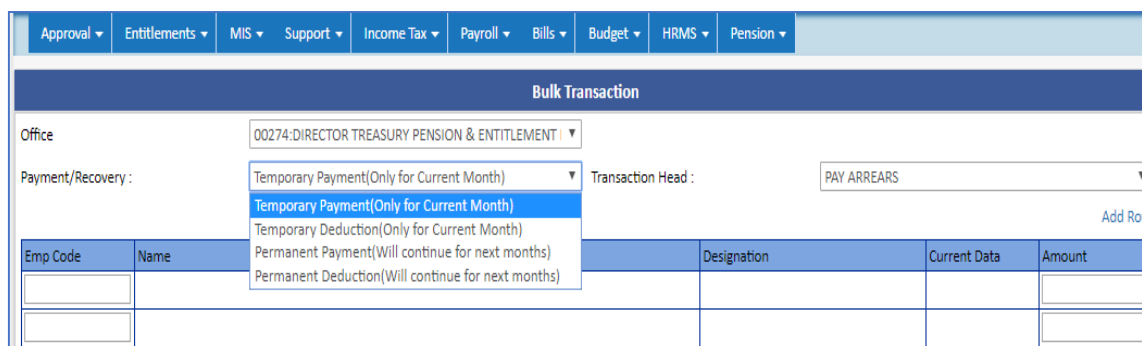 Approval Entitlements MIS Support Income Tax Payroll Bills Budget HRMS Pension
Bulk Transaction
Office 00274:DIRECTOR TREASURY PENSION & ENTITLEMENT
Payment/Recovery : Temporary Payment(Only for Current Month) Transaction Head : PAY ARREARS
Temporary Payment(Only for Current Month)
Temporary Deduction(Only for Current Month)
Permanent Payment(Will continue for next months)
Permanent Deduction(Will continue for next months)
Add Ro
Emp Code Name Designation Current Data Amount